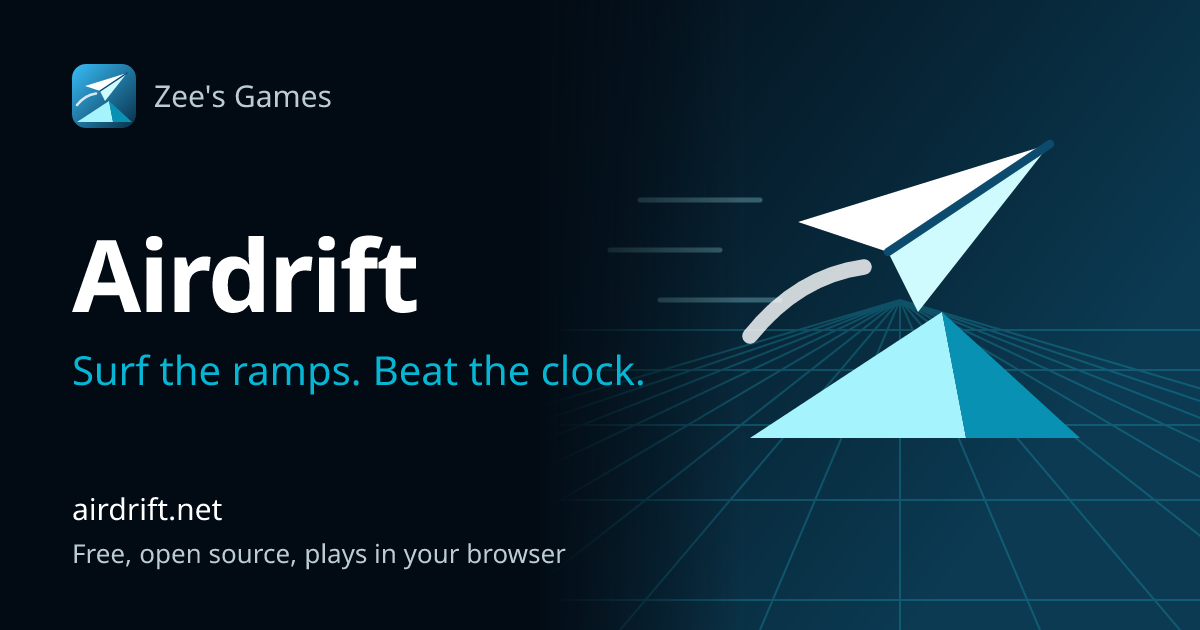 Zee's Games
Airdrift
Surf the ramps. Beat the clock.
airdrift.net
Free, open source, plays in your browser